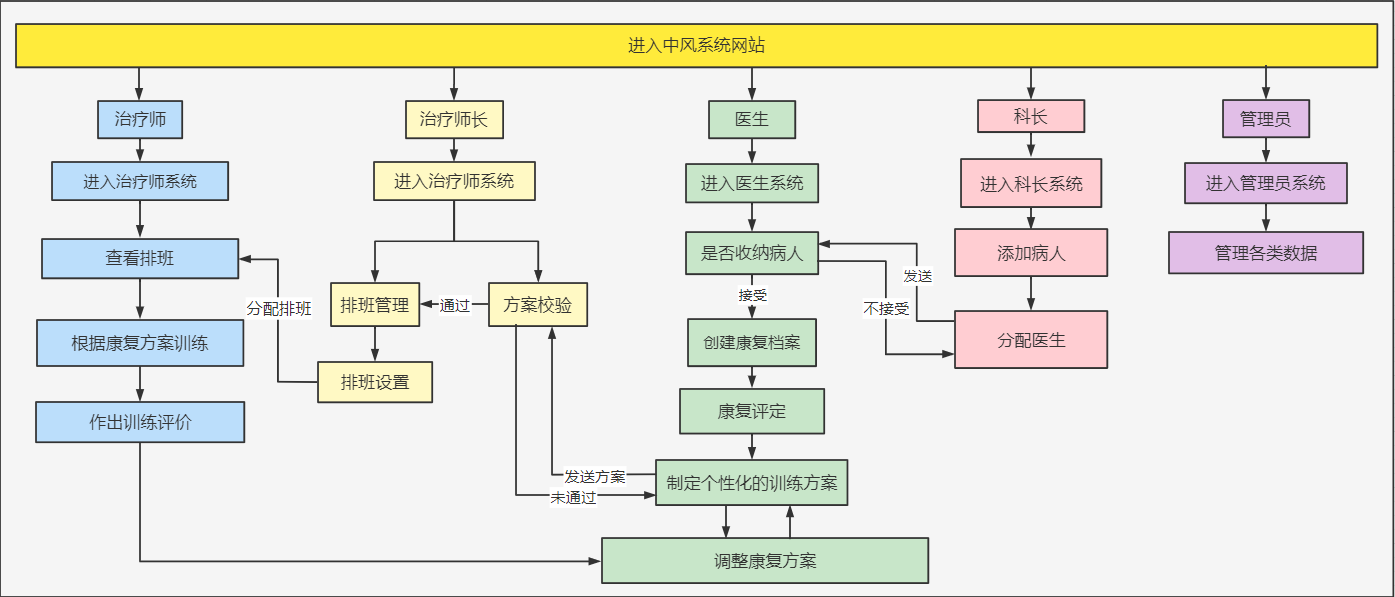 进入中风系统网站
治疗师
治疗师长
医生
科长
管理员
进入治疗师系统
进入治疗师系统
进入医生系统
进入科长系统
进入管理员系统
查看排班
是否收纳病人
添加病人
管理各类数据
发送
接受
不接受
分配排班
排班管理
通过
方案校验
根据康复方案训练
创建康复档案
分配医生
排班设置
作出训练评价
康复评定
发送方案
未通过
制定个性化的训练方案
调整康复方案